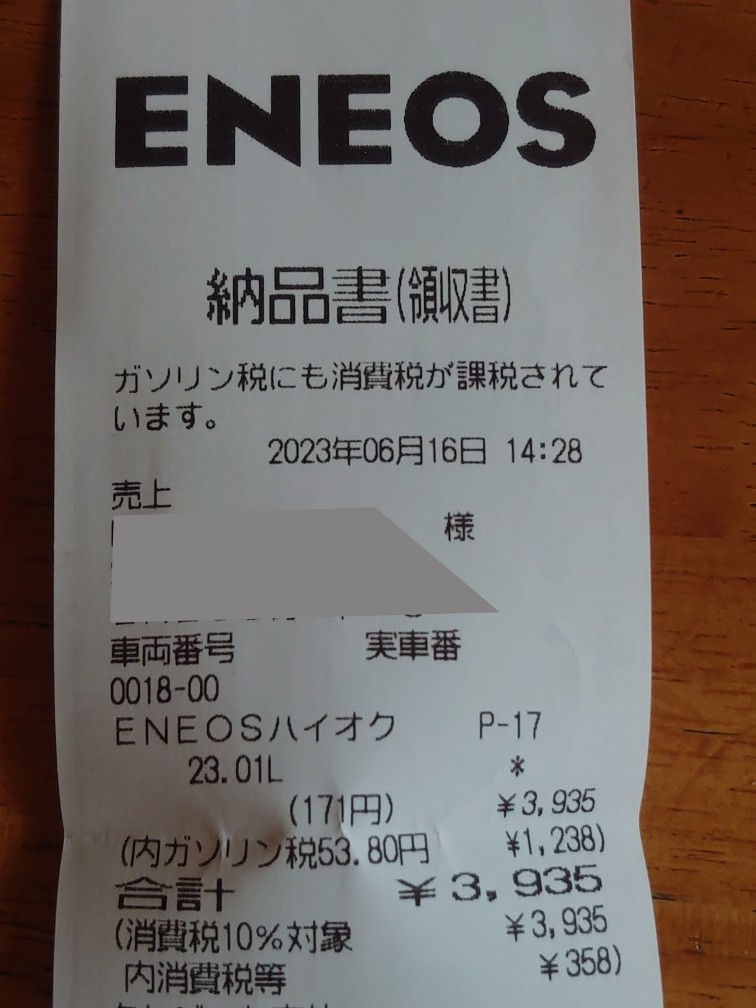 ENEOS
納品書(領収書)
ガソリン税にも消費税が課税されて
います。
2023年06月16日 14:28
売上
様
車両番号 実車番
0018-00
ENEOSハイオク P-17
23.01L *
(171円) ¥3,935
(内ガソリン税53.80円 ¥1,238)
合計 ¥3,935
(消費税10%対象 ¥3,935
内消費税等 ¥358)